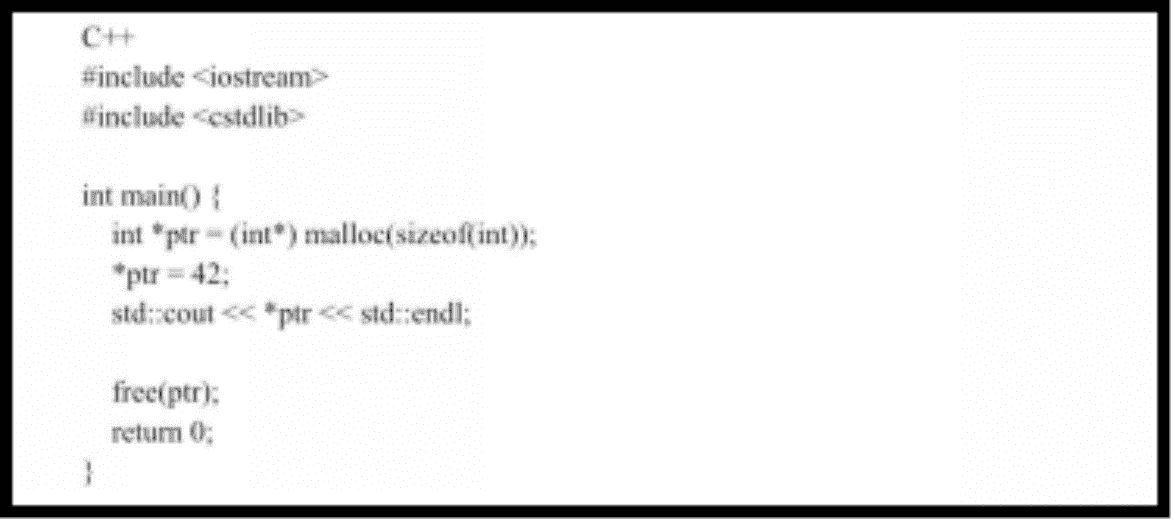 C++
#include <iostream>
#include <cstdlib>
int main() {
int *ptr = (int*) malloc(sizeof(int));
*ptr = 42;
std::cout << *ptr << std::endl;
free(ptr);
return 0;
}